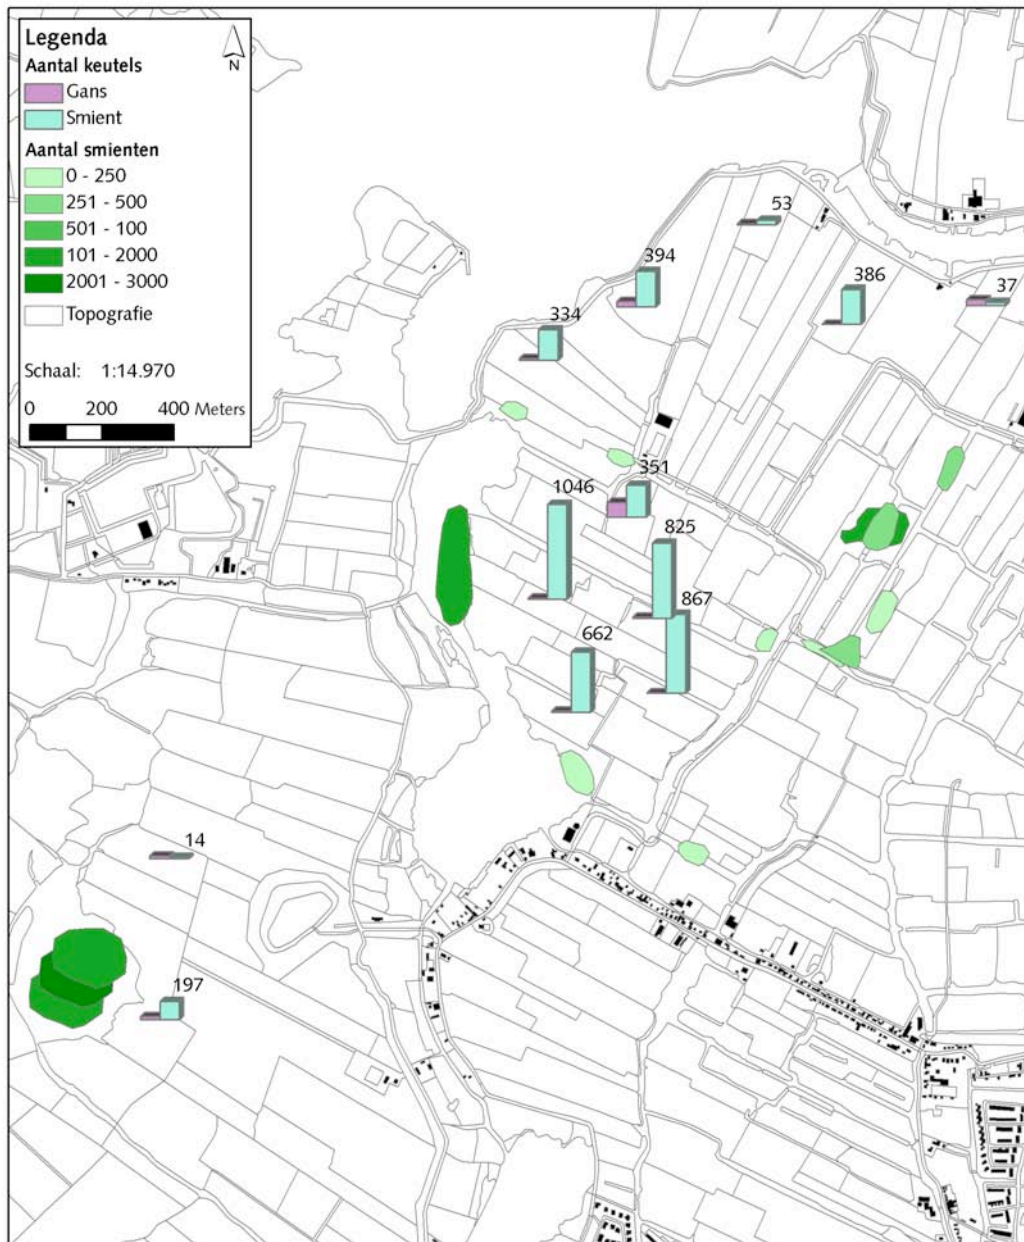 Legenda
Aantal keutels
Gans
Smient
Aantal smienten
0 - 250
251 - 500
501 - 100
101 - 2000
2001 - 3000
Topografie
Schaal: 1:14.970
0 200 400 Meters
N
53
394
386
37
334
351
1046
825
867
662
14
197